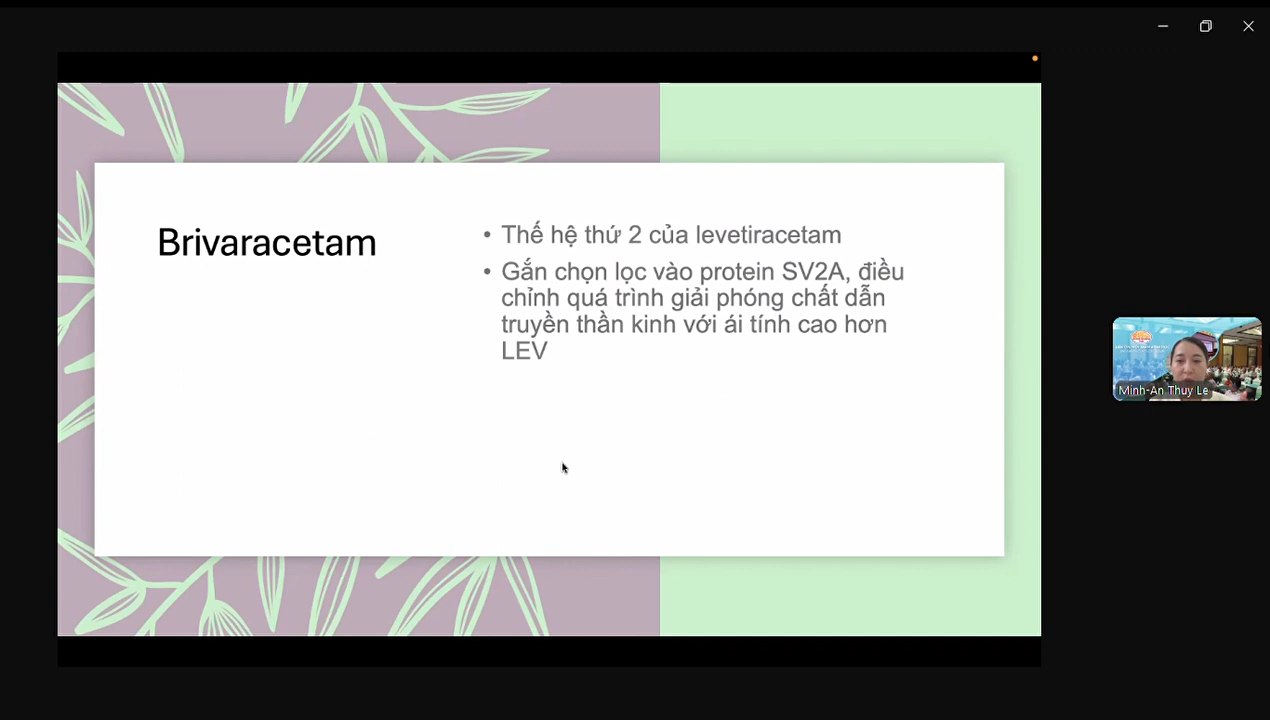 Brivaracetam
• Thế hệ thứ 2 của levetiracetam
• Gắn chọn lọc vào protein SV2A, điều
chỉnh quá trình giải phóng chất dẫn
truyền thần kinh với ái tính cao hơn
LEV
Minh-An Thuy Le